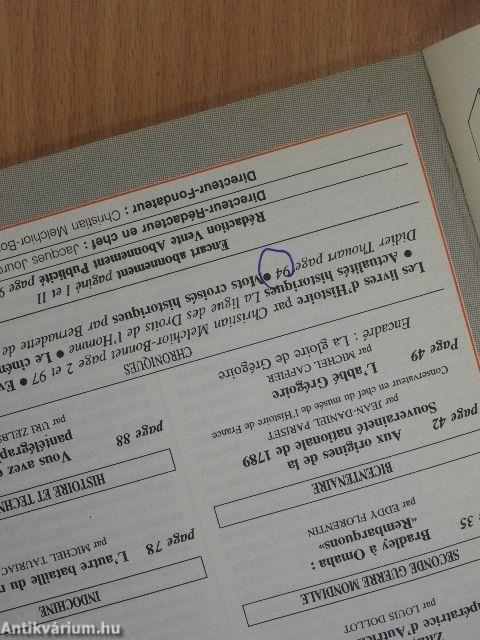 pératrice d'Autri
par LOUIS DOLLOT
SECONDE GUERRE MONDIALE
35
Bradley à Omaha :
«Rembarquons»
par EDDY FLORENTIN
BICENTENAIRE
page 42
Aux origines de la
Souveraineté nationale de 1789
par JEAN-DANIEL PARISET
Conservateur en chef du musée de l'Histoire de France
Page 49
L'abbé Grégoire
par MICHEL CAFFIER
Encadré : La gloire de Grégoire
INDOCHINE
page 78
L'autre bataille du
par MICHEL TAURIAC
HISTOIRE ET TECHN
page 88
Vous avez
pantélégraph
par URI ZELBS
CHRONIQUES
Les livres d'Histoire par Christian Melchior-Bonnet page 2 et 97 •
• Actualités historiques La ligue des Droits de l'Homme • Le ciném
Didier Thouart page 94 • Mots croisés historiques par Bernadette de
Encart abonnement paginé I et II
Rédaction Vente Abonnement Publicité page
Directeur-Rédacteur en chef : Jacques Jour
Directeur-Fondateur : Christian Melchior-Bo
Antikvárium.hu